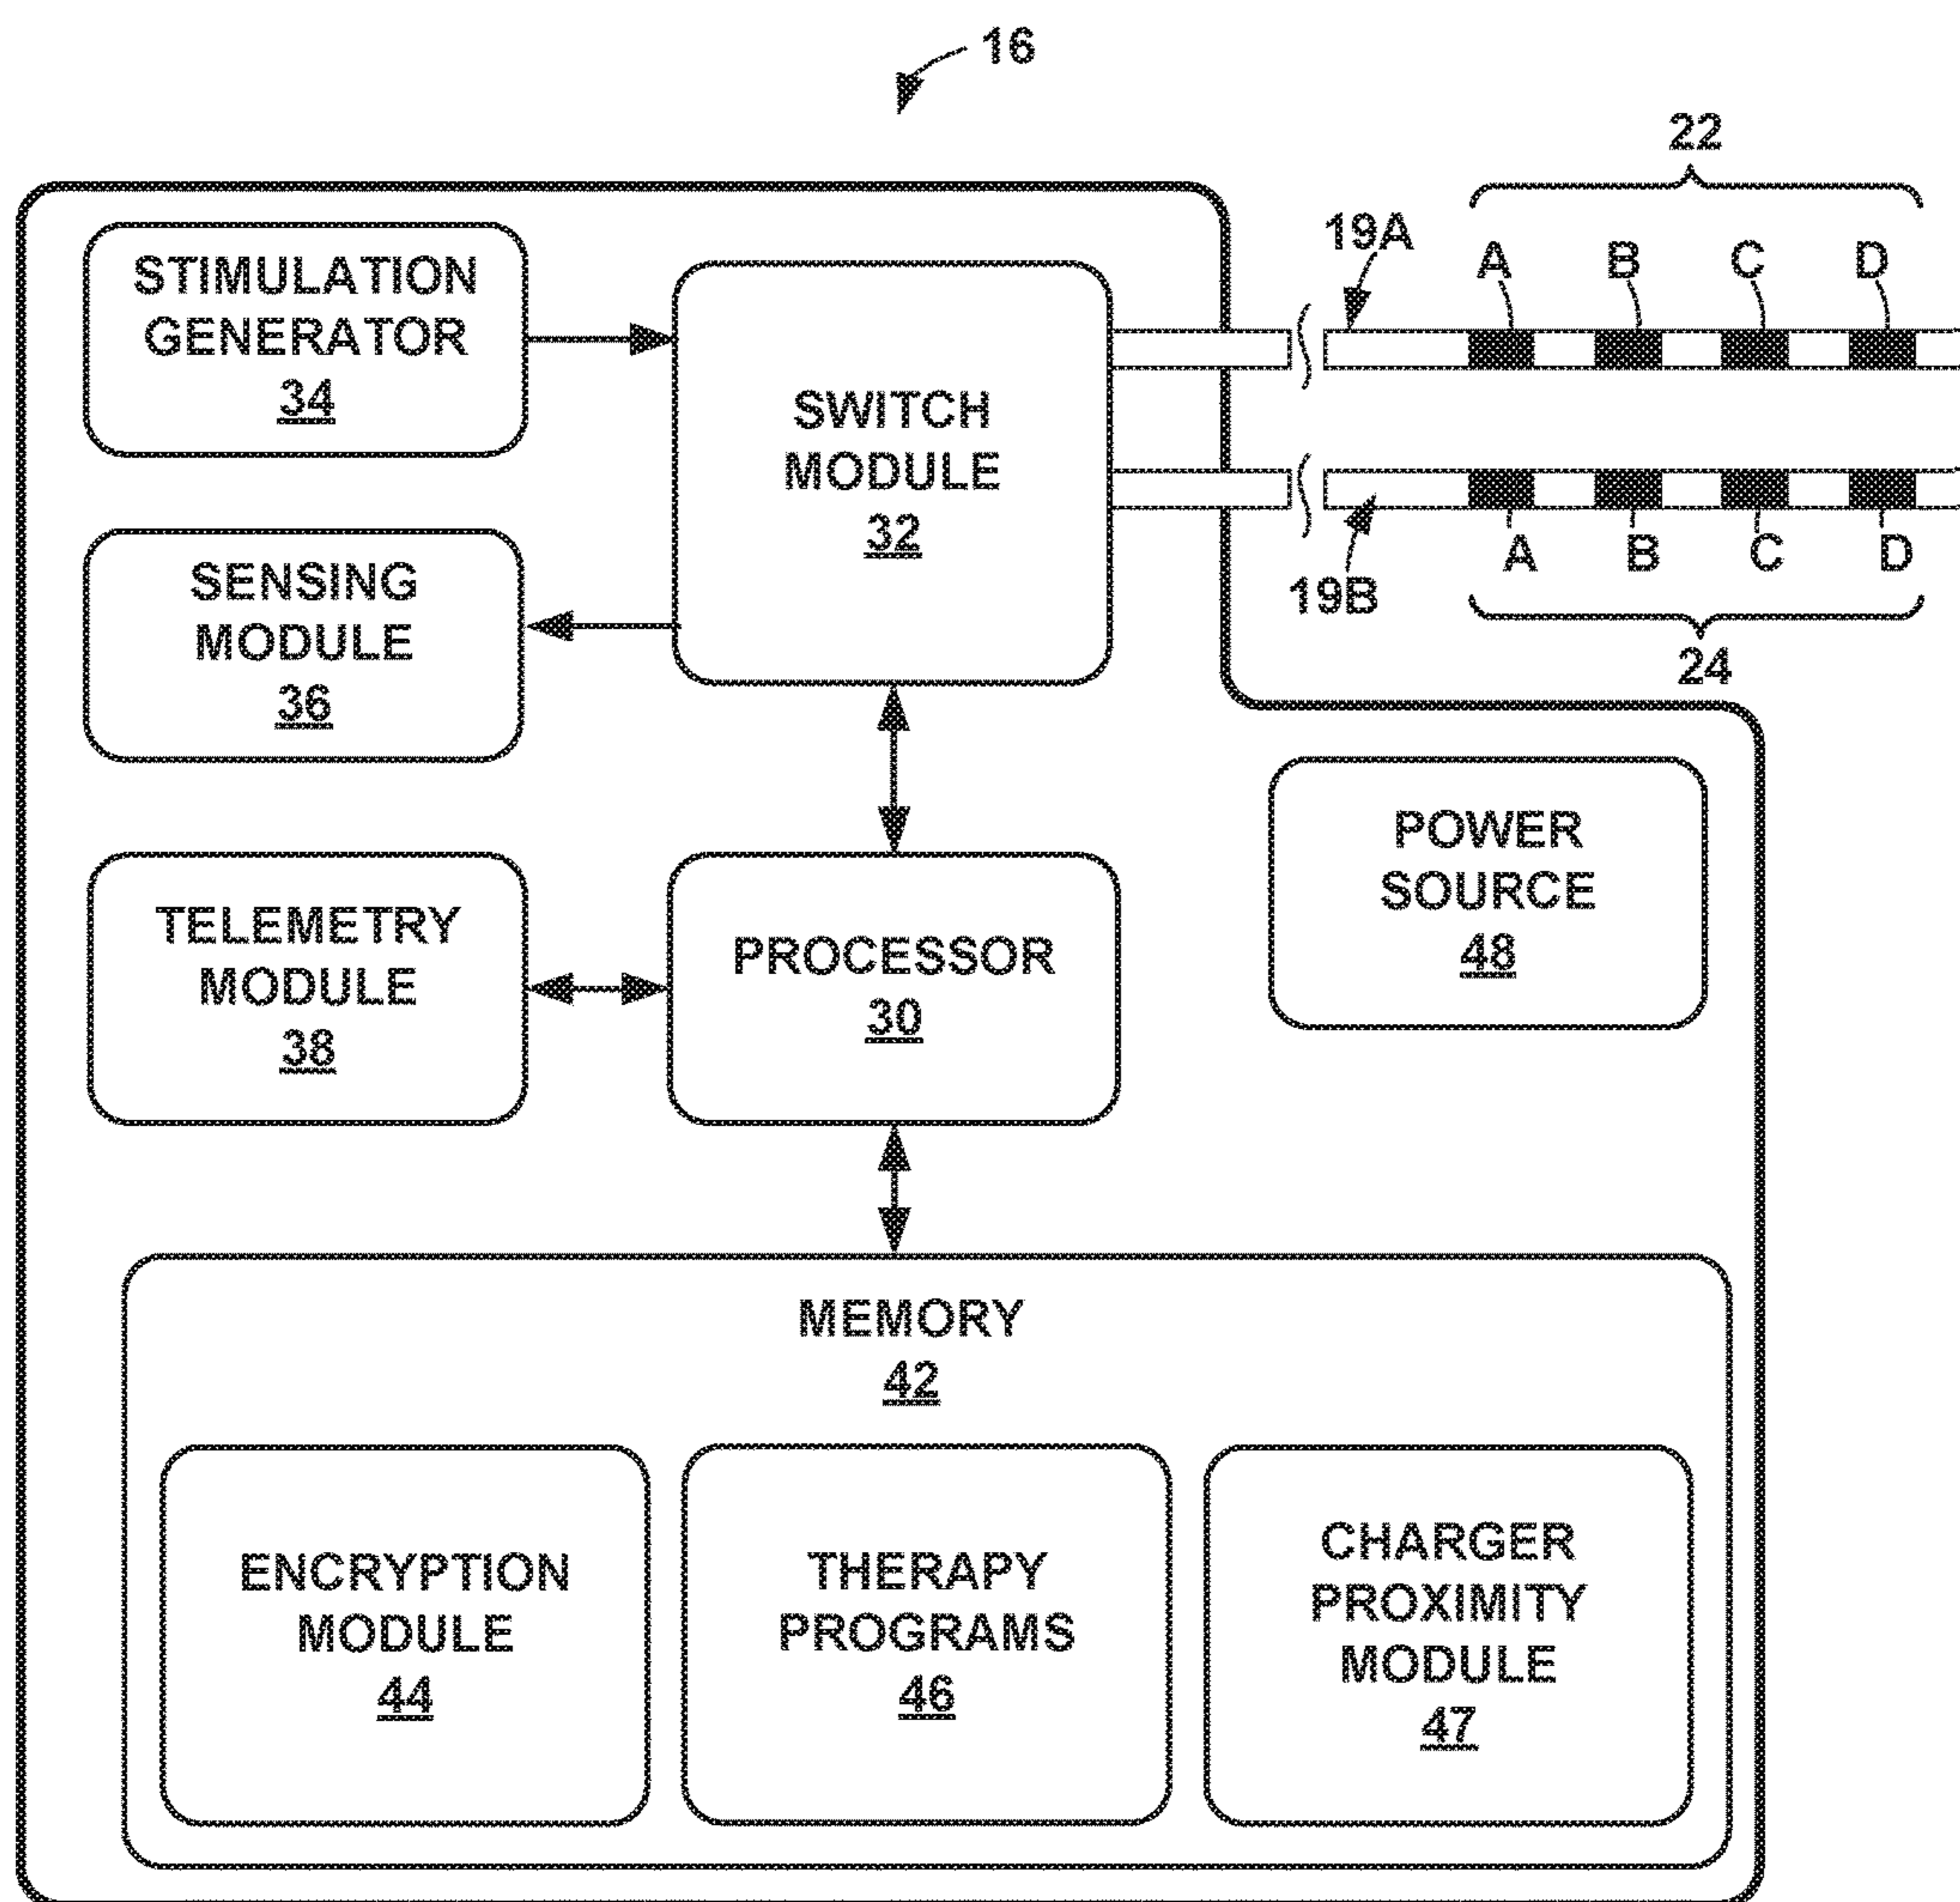 16
22
19A
A B C D
STIMULATION
GENERATOR
34
SWITCH
MODULE
32
A B C D
19B
24
SENSING
MODULE
36
POWER
SOURCE
48
TELEMETRY
MODULE
38
PROCESSOR
30
MEMORY
42
ENCRYPTION
MODULE
44
THERAPY
PROGRAMS
46
CHARGER
PROXIMITY
MODULE
47